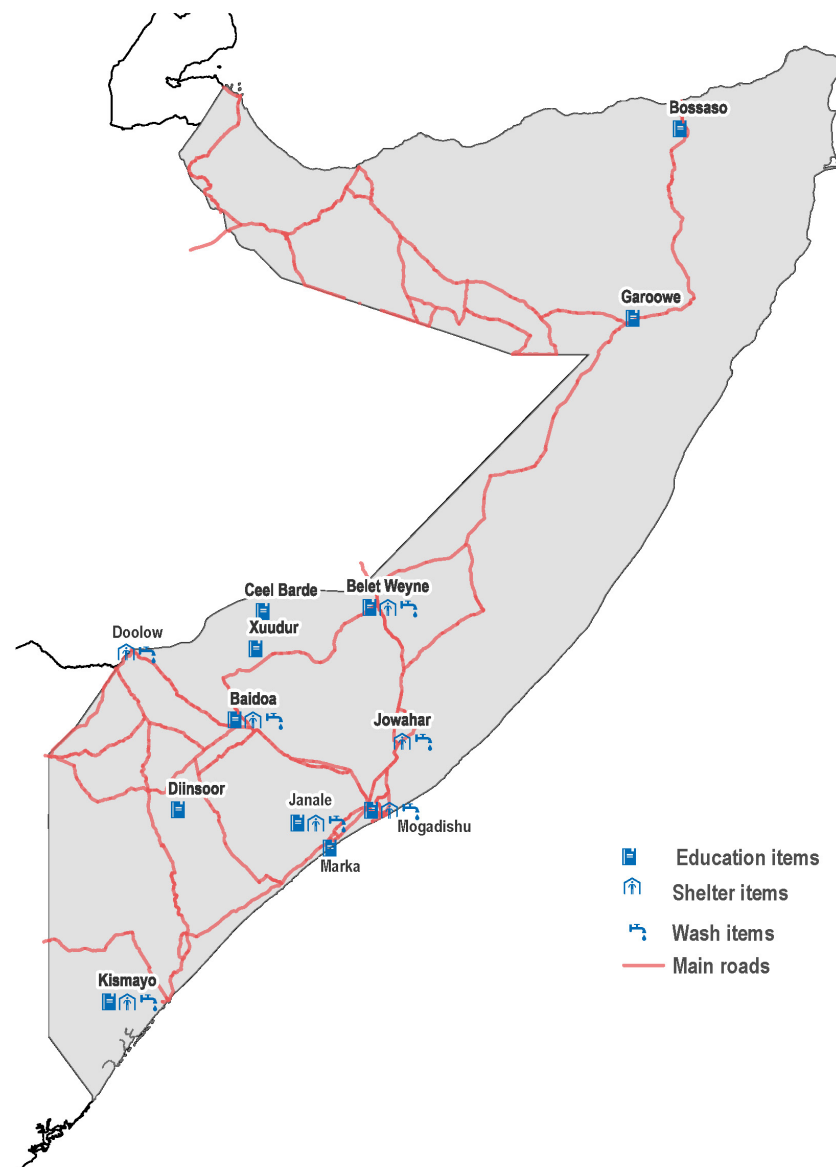 Bossaso
Garoowe
Ceel Barde
Belet Weyne
Xuudur
Doolow
Baidoa
Jowahar
Diinsoor
Janale
Mogadishu
Marka
Kismayo
Education items
Shelter items
Wash items
Main roads